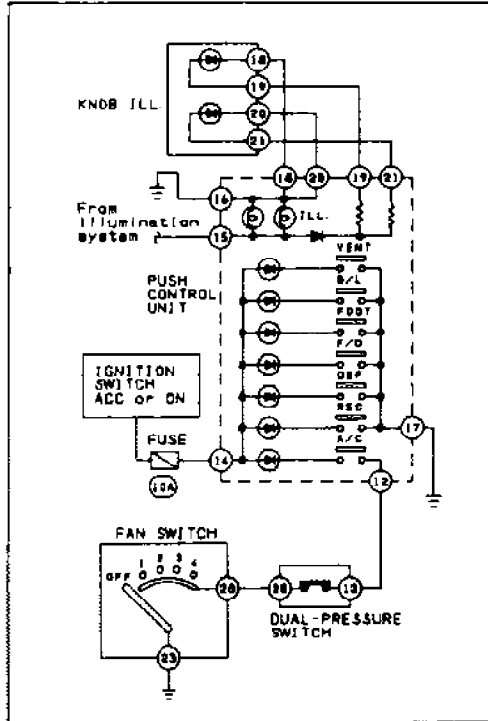 18
19
KNOB ILL.
20
21
18
20
19
21
16
From
illumination
system
ILL.
15
VENT
B/L
PUSH
CONTROL
UNIT
FOOT
F/D
DEF
IGNITION
SWITCH
ACC or ON
REC
A/C
17
FUSE
14
10A
12
FAN SWITCH
OFF 1 2 3 4
26
28
13
DUAL-PRESSURE
SWITCH
23